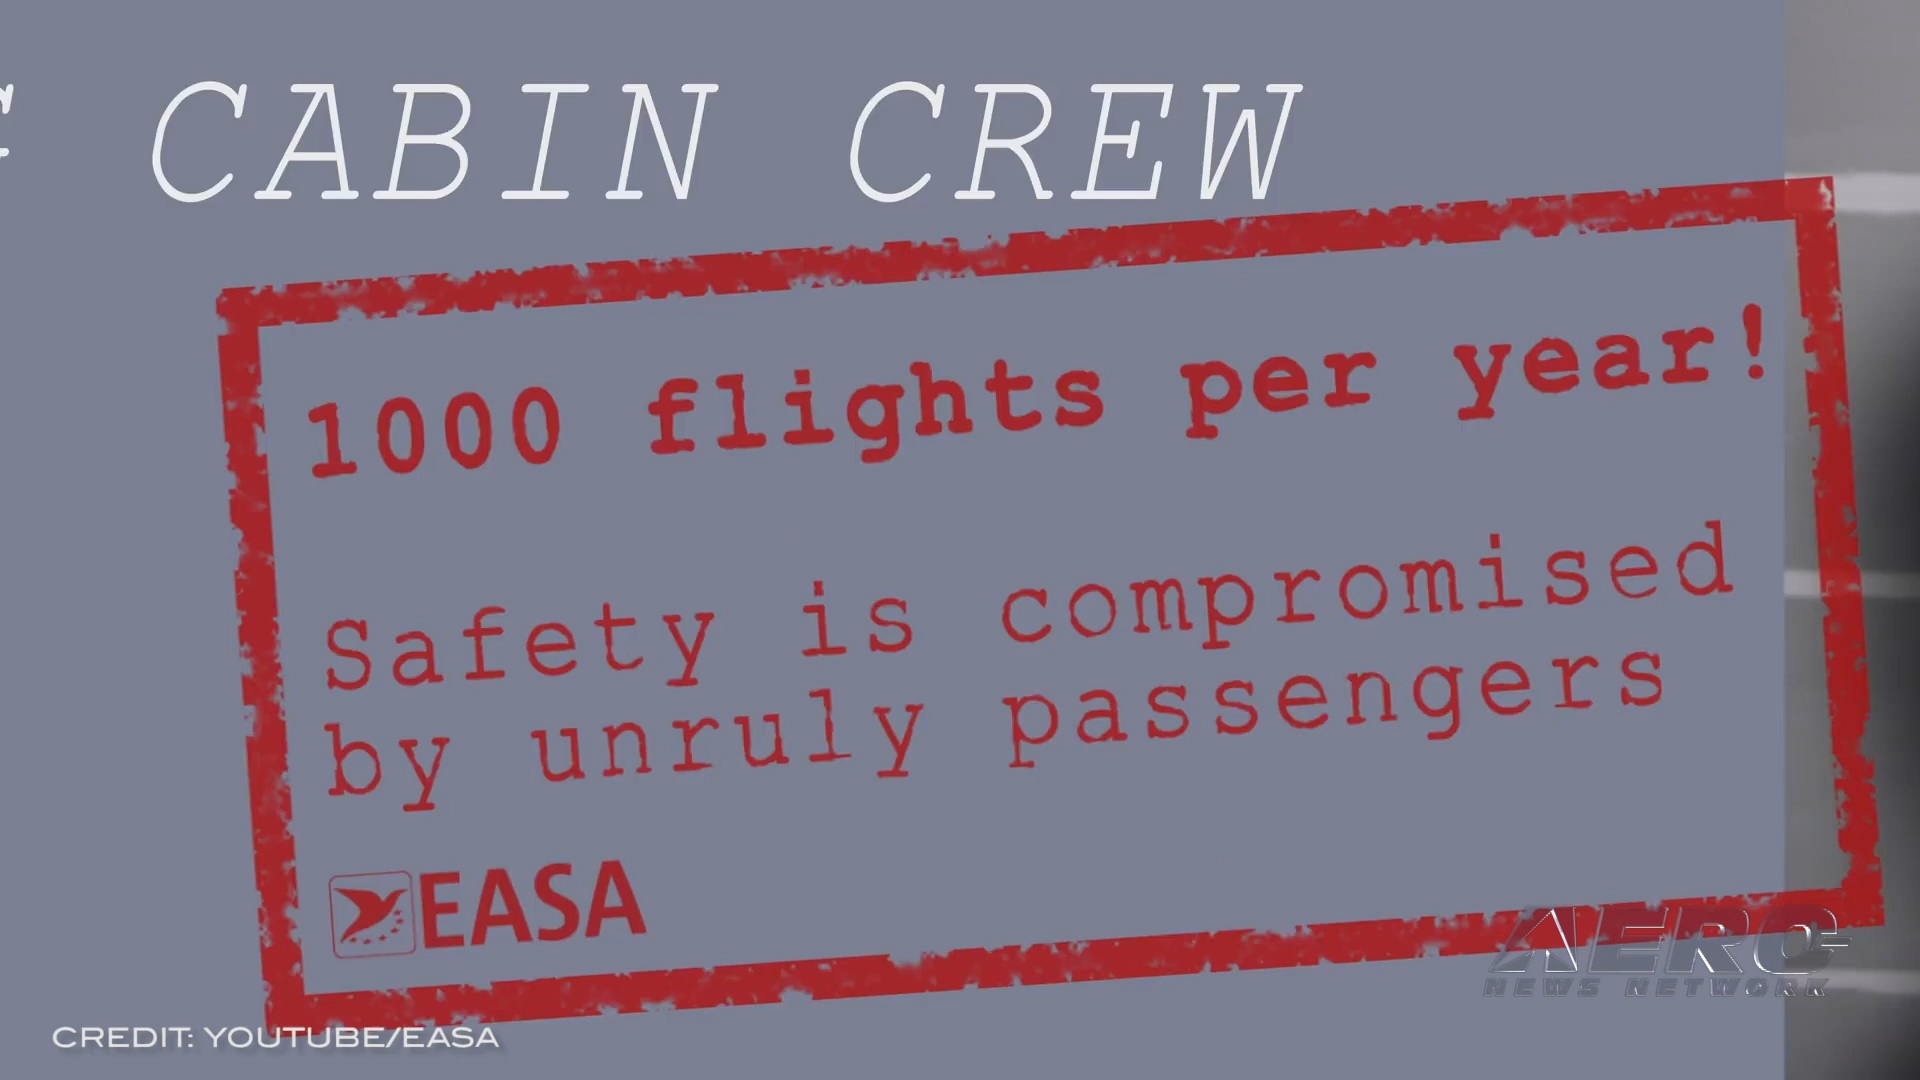 CABIN CREW
1000 flights per year!
Safety is compromised
by unruly passengers
EASA
AERO
NEWS NETWORK
CREDIT: YOUTUBE/EASA